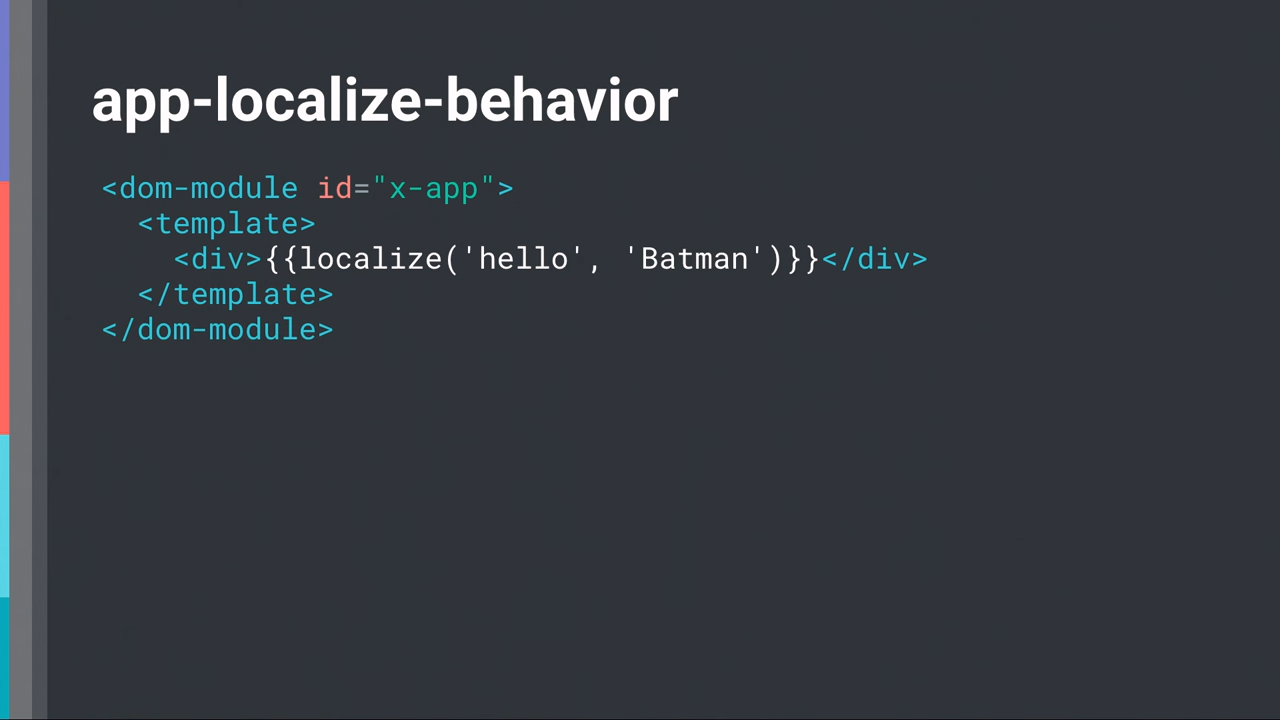 app-localize-behavior
<dom-module id="x-app">
  <template>
    <div>{{localize('hello', 'Batman')}}</div>
  </template>
</dom-module>